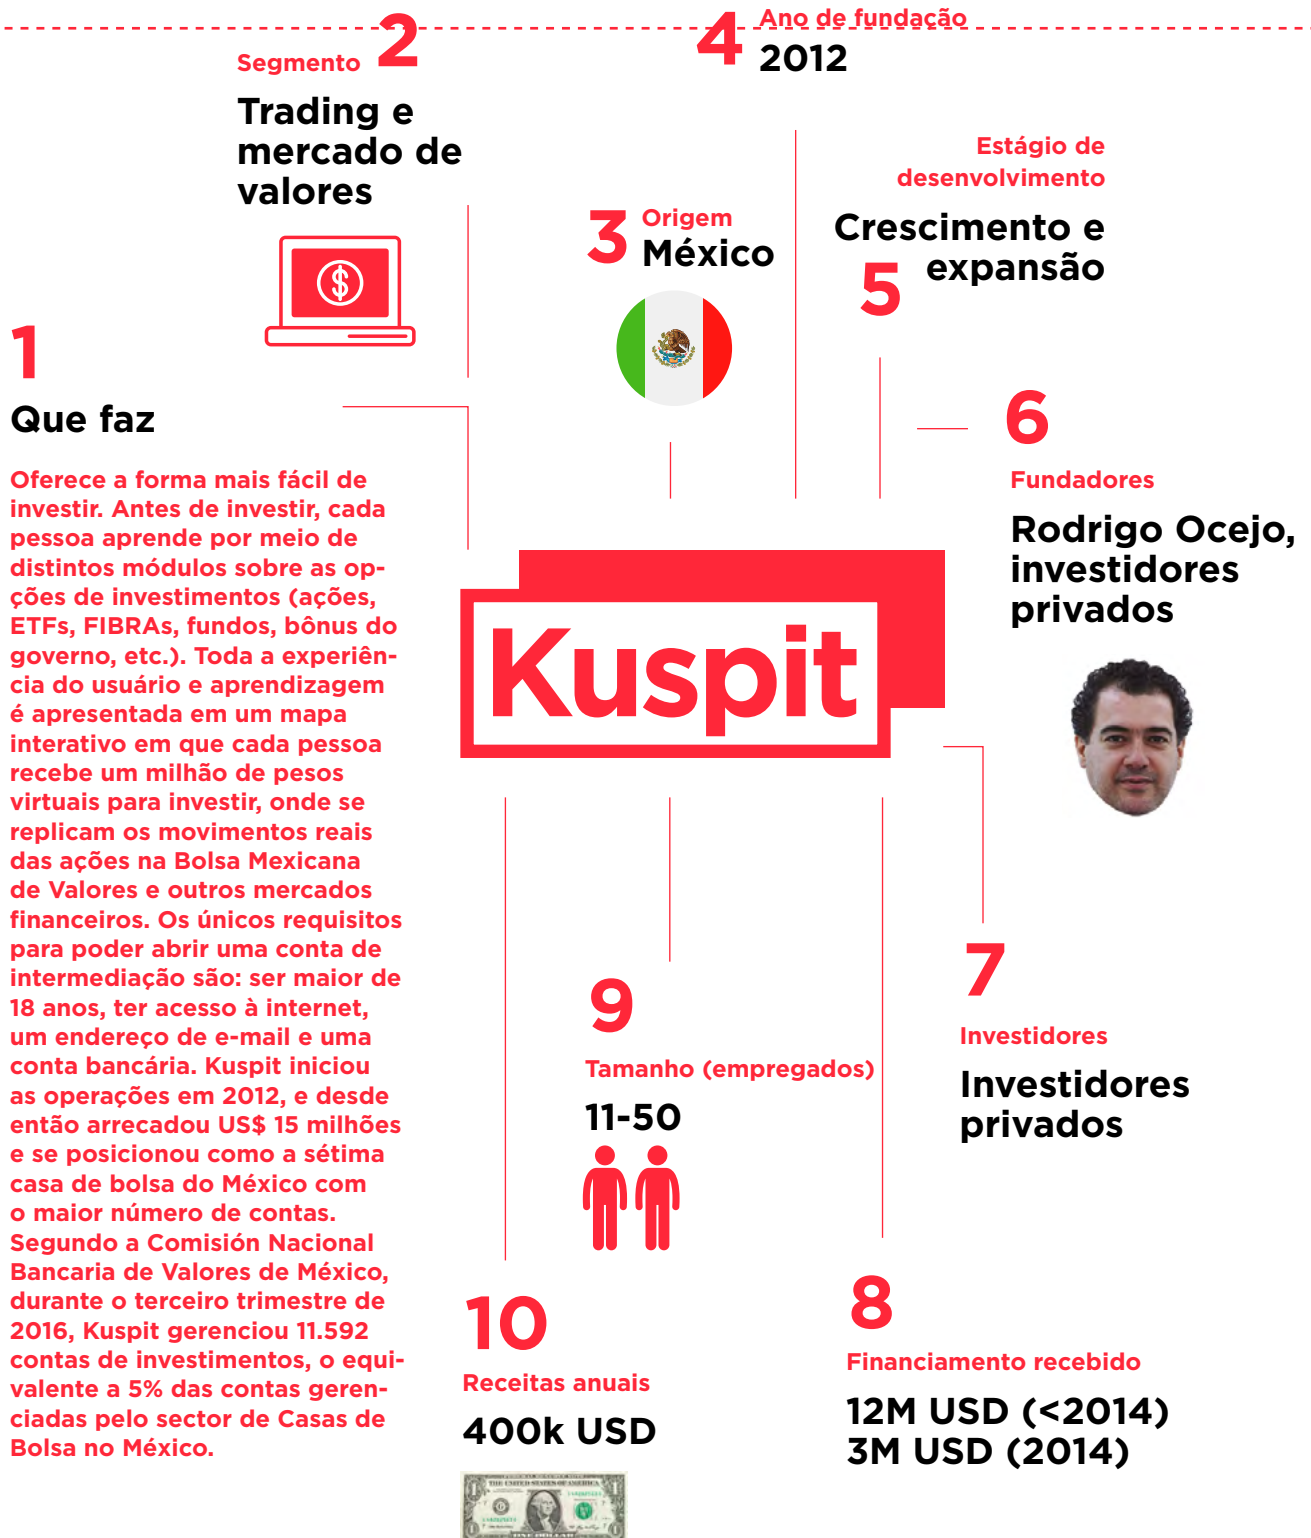 2
Segmento
Trading e
mercado de
valores
4
Ano de fundação
2012
3
Origem
México
Estágio de
desenvolvimento
Crescimento e
expansão
5
1
Que faz
Oferece a forma mais fácil de
investir. Antes de investir, cada
pessoa aprende por meio de
distintos módulos sobre as op-
ções de investimentos (ações,
ETFs, FIBRAs, fundos, bônus do
governo, etc.). Toda a experiên-
cia do usuário e aprendizagem
é apresentada em um mapa
interativo em que cada pessoa
recebe um milhão de pesos
virtuais para investir, onde se
replicam os movimentos reais
das ações na Bolsa Mexicana
de Valores e outros mercados
financeiros. Os únicos requisitos
para poder abrir uma conta de
intermediação são: ser maior de
18 anos, ter acesso à internet,
um endereço de e-mail e uma
conta bancária. Kuspit iniciou
as operações em 2012, e desde
então arrecadou US$ 15 milhões
e se posicionou como a sétima
casa de bolsa do México com
o maior número de contas.
Segundo a Comisión Nacional
Bancaria de Valores de México,
durante o terceiro trimestre de
2016, Kuspit gerenciou 11.592
contas de investimentos, o equi-
valente a 5% das contas geren-
ciadas pelo sector de Casas de
Bolsa no México.
Kuspit
6
Fundadores
Rodrigo Ocejo,
investidores
privados
7
Investidores
Investidores
privados
8
Financiamento recebido
12M USD (<2014)
3M USD (2014)
9
Tamanho (empregados)
11-50
10
Receitas anuais
400k USD
THE UNITED STATES OF AMERICA
ONE DOLLAR